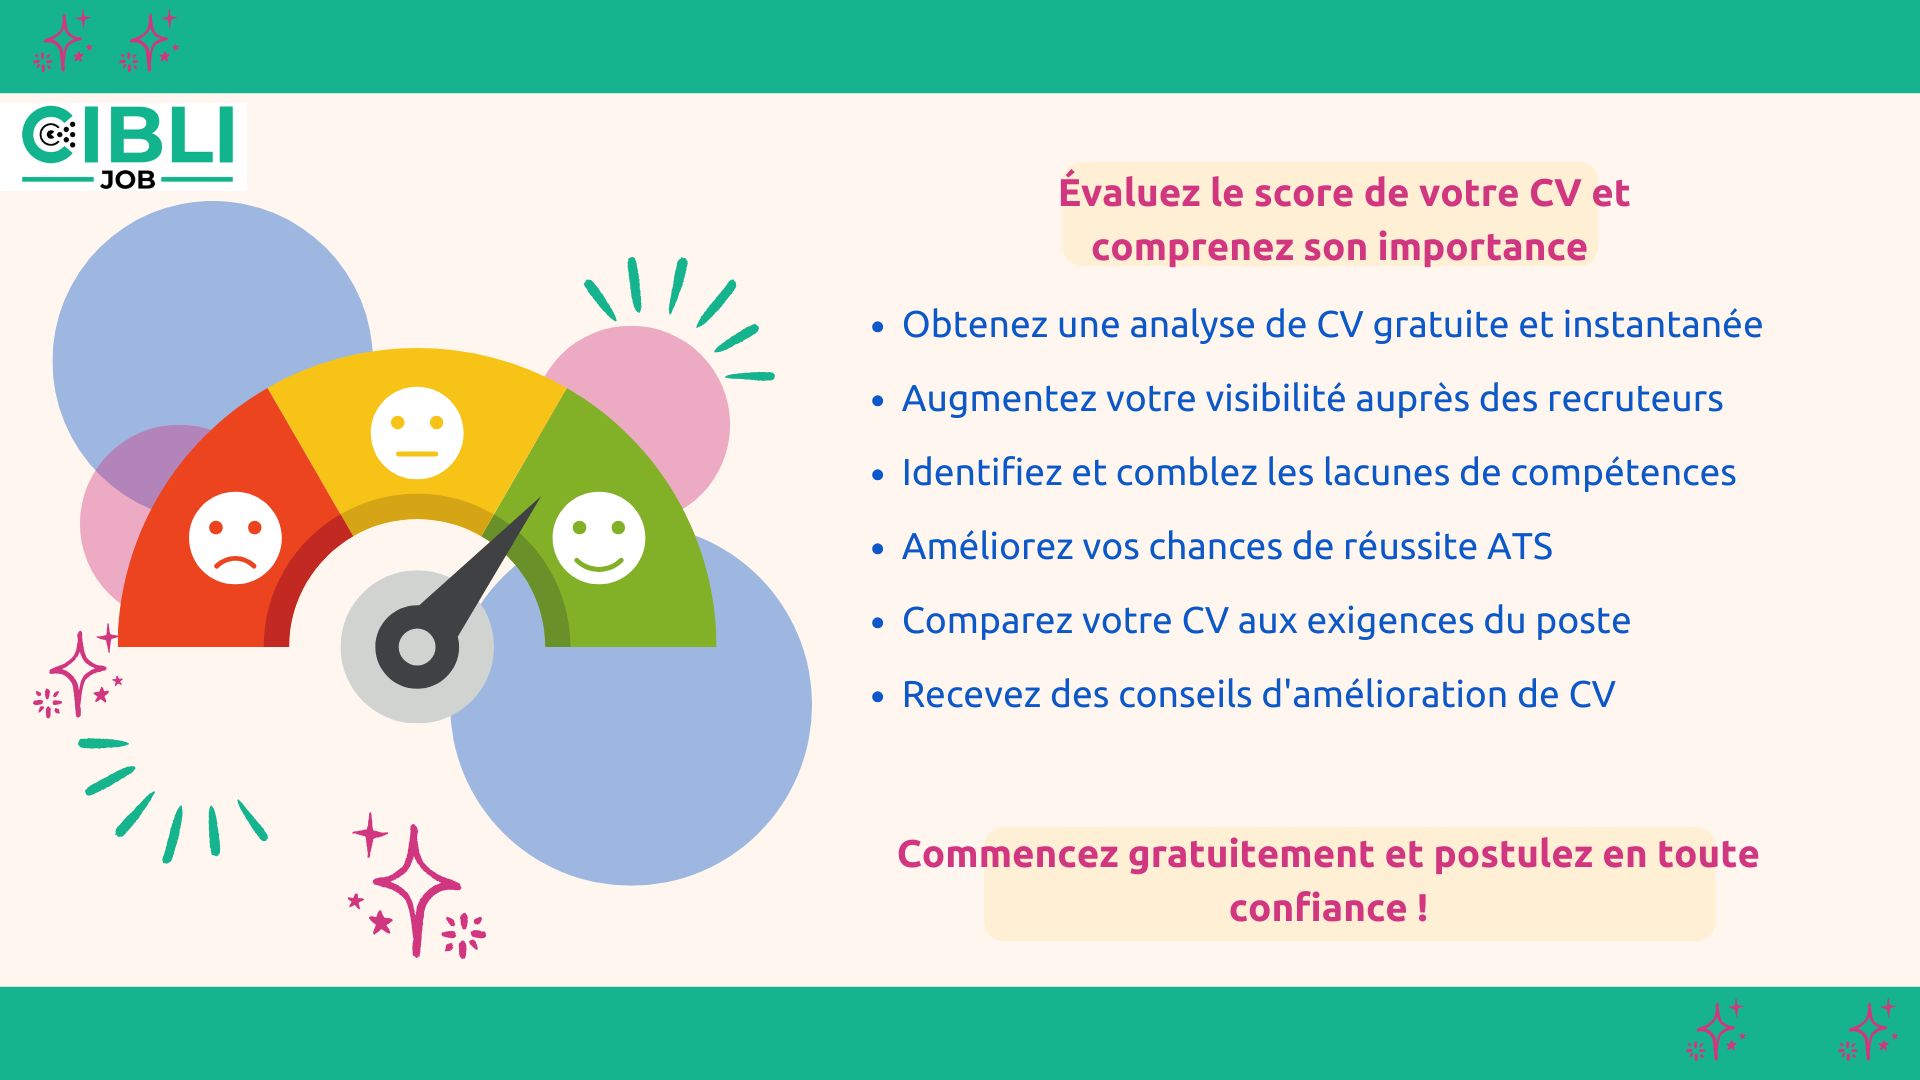 CIBLI
JOB
Évaluez le score de votre CV et
comprenez son importance
• Obtenez une analyse de CV gratuite et instantanée
• Augmentez votre visibilité auprès des recruteurs
• Identifiez et comblez les lacunes de compétences
• Améliorez vos chances de réussite ATS
• Comparez votre CV aux exigences du poste
• Recevez des conseils d'amélioration de CV
Commencez gratuitement et postulez en toute
confiance !